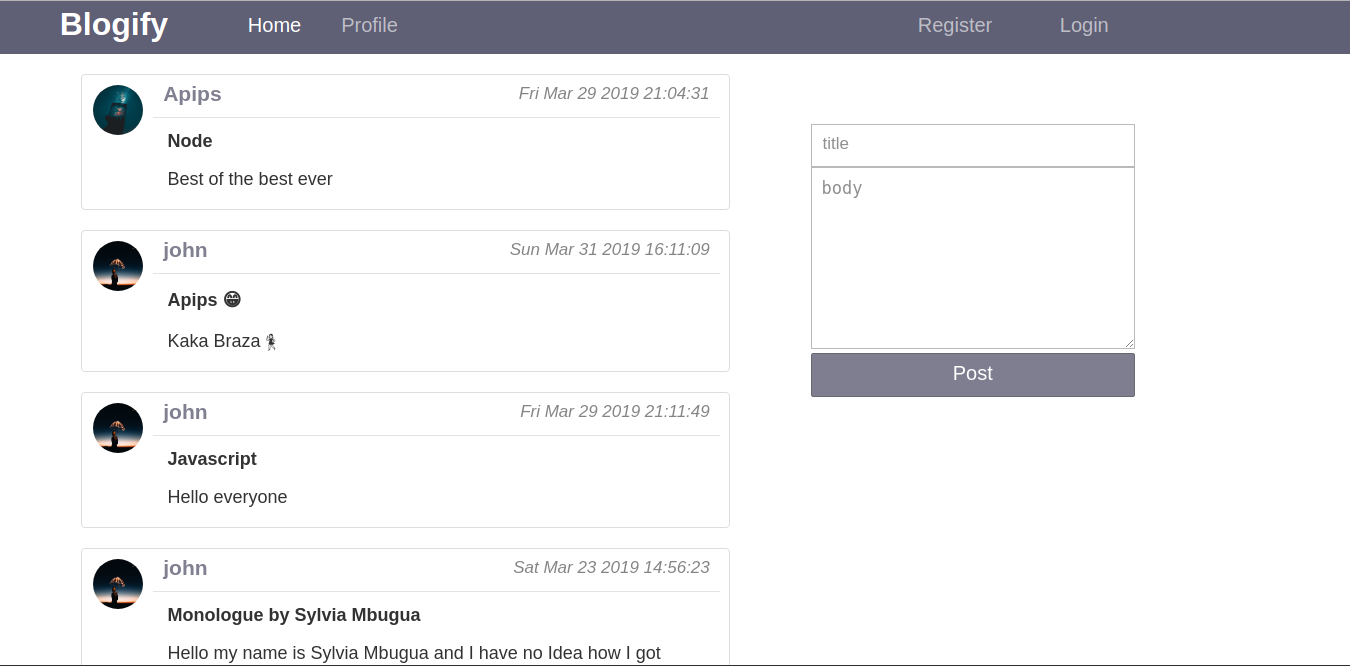 Blogify Home Profile Register Login
Apips Fri Mar 29 2019 21:04:31
Node
Best of the best ever
john Sun Mar 31 2019 16:11:09
Apips 😁
Kaka Braza
john Fri Mar 29 2019 21:11:49
Javascript
Hello everyone
john Sat Mar 23 2019 14:56:23
Monologue by Sylvia Mbugua
Hello my name is Sylvia Mbugua and I have no Idea how I got
title
body
Post